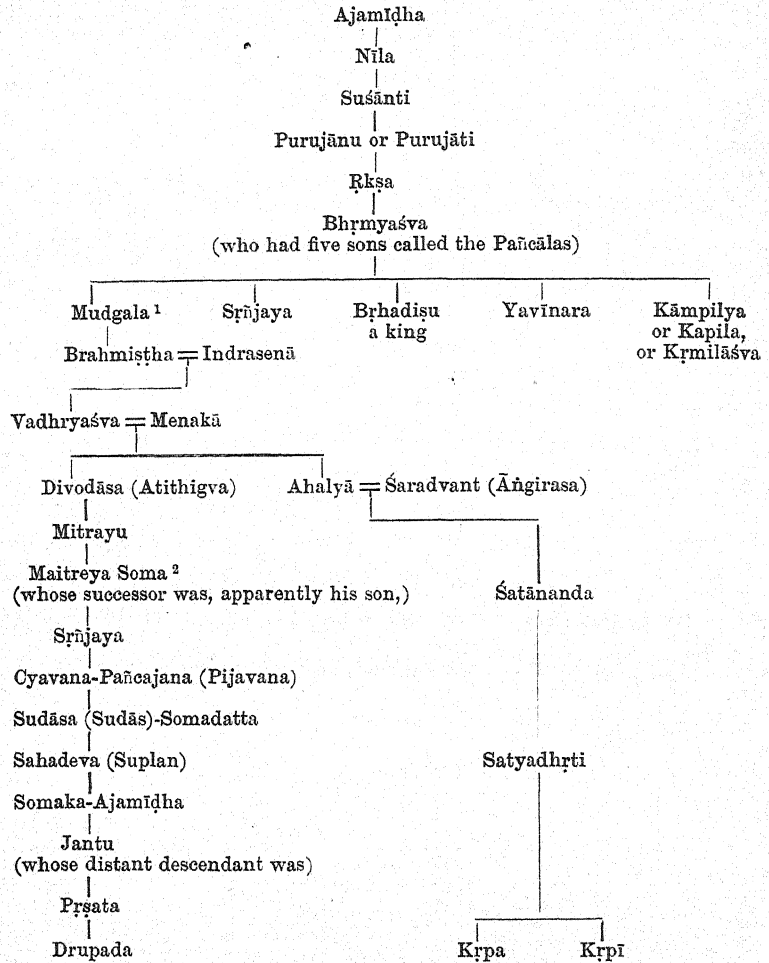 Ajamīḍha
Nīla
Suśānti
Purujānu or Purujāti
Ṛkṣa
Bhṛmyaśva
(who had five sons called the Pañcālas)
Mudgala ¹ Sṛñjaya Bṛhadiṣu Yavīnara Kāmpilya
a king or Kapila,
Brahmiṣṭha = Indrasenā or Kṛmilāśva
Vadhryaśva = Menakā
Divodāsa (Atithigva) Ahalyā = Śaradvant (Āṅgirasa)
Mitrayu
Maitreya Soma ²
(whose successor was, apparently his son,) Śatānanda
Sṛñjaya
Cyavana-Pañcajana (Pijavana)
Sudāsa (Sudās)-Somadatta
Sahadeva (Suplan) Satyadhṛti
Somaka-Ajamīḍha
Jantu
(whose distant descendant was)
Pṛṣata
Drupada Kṛpa Kṛpī